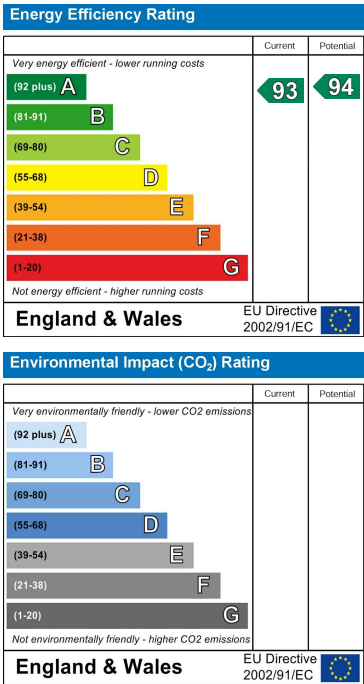 Energy Efficiency Rating
Current Potential
Very energy efficient - lower running costs
(92 plus) A
93 94
(81-91) B
(69-80) C
(55-68) D
(39-54) E
(21-38) F
(1-20) G
Not energy efficient - higher running costs
England & Wales
EU Directive
2002/91/EC
Environmental Impact (CO₂) Rating
Current Potential
Very environmentally friendly - lower CO2 emissions
(92 plus) A
(81-91) B
(69-80) C
(55-68) D
(39-54) E
(21-38) F
(1-20) G
Not environmentally friendly - higher CO2 emissions
England & Wales
EU Directive
2002/91/EC